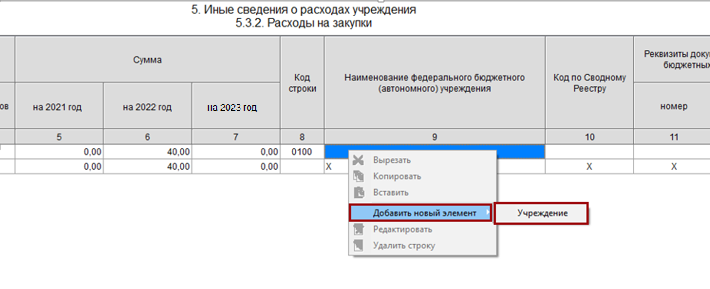 5. Иные сведения о расходах учреждения
5.3.2. Расходы на закупки
Сумма
Код строки
Наименование федерального бюджетного (автономного) учреждения
Код по Сводному Реестру
Реквизиты доку
бюджетных
ов
на 2021 год
на 2022 год
на 2023 год
номер
5 6 7 8 9 10 11
0,00 40,00 0,00 0100
0,00 40,00 0,00 X X X
Вырезать
Копировать
Вставить
Добавить новый элемент Учреждение
Редактировать
Удалить строку